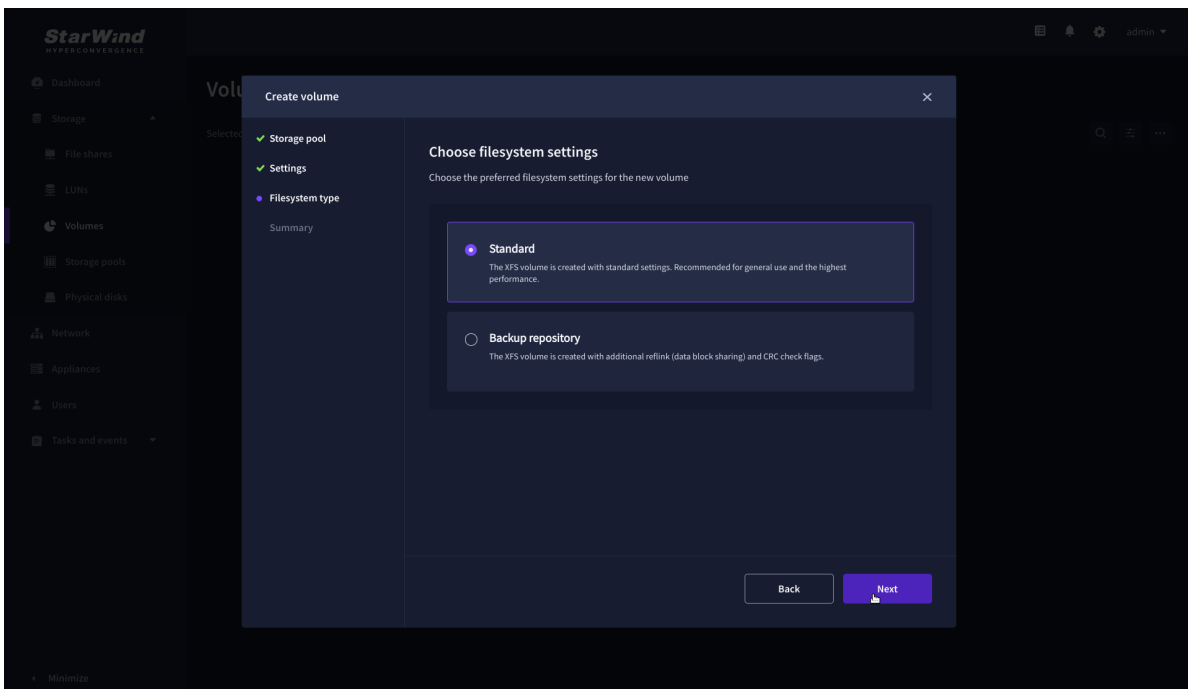 StarWind
HYPERCONVERGENCE
admin
Dashboard
Storage
File shares
LUNs
Volumes
Storage pools
Physical disks
Network
Appliances
Users
Tasks and events
Minimize
Volu
Selected
Create volume
Storage pool
Settings
Filesystem type
Summary
Choose filesystem settings
Choose the preferred filesystem settings for the new volume
Standard
The XFS volume is created with standard settings. Recommended for general use and the highest
performance.
Backup repository
The XFS volume is created with additional reflink (data block sharing) and CRC check flags.
Back
Next